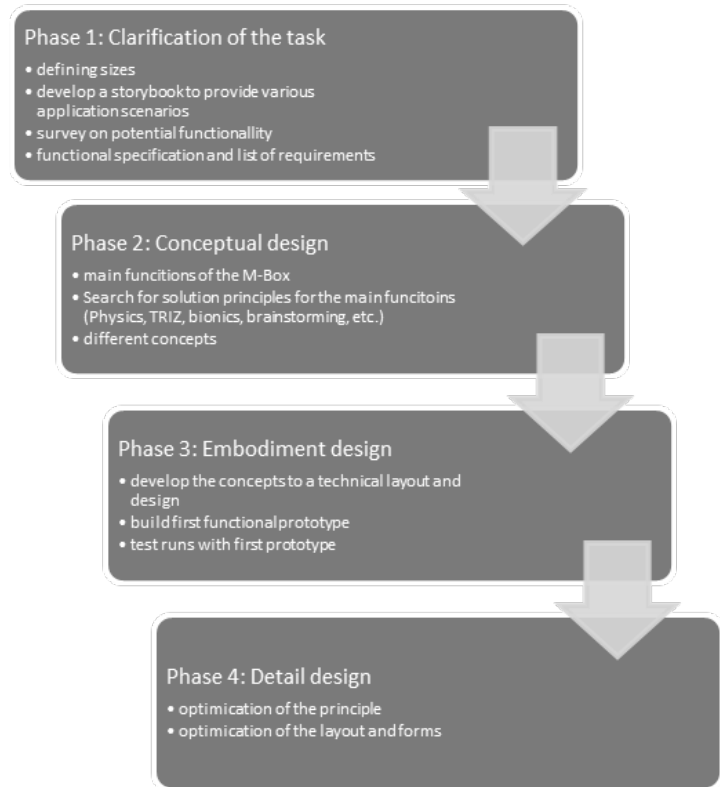 Phase 1: Clarification of the task
• defining sizes
• develop a storybook to provide various
application scenarios
• survey on potential functionallity
• functional specification and list of requirements
Phase 2: Conceptual design
• main funcitions of the M-Box
• Search for solution principles for the main funcitoins
(Physics, TRIZ, bionics, brainstorming, etc.)
• different concepts
Phase 3: Embodiment design
• develop the concepts to a technical layout and
design
• build first functional prototype
• test runs with first prototype
Phase 4: Detail design
• optimication of the principle
• optimication of the layout and forms